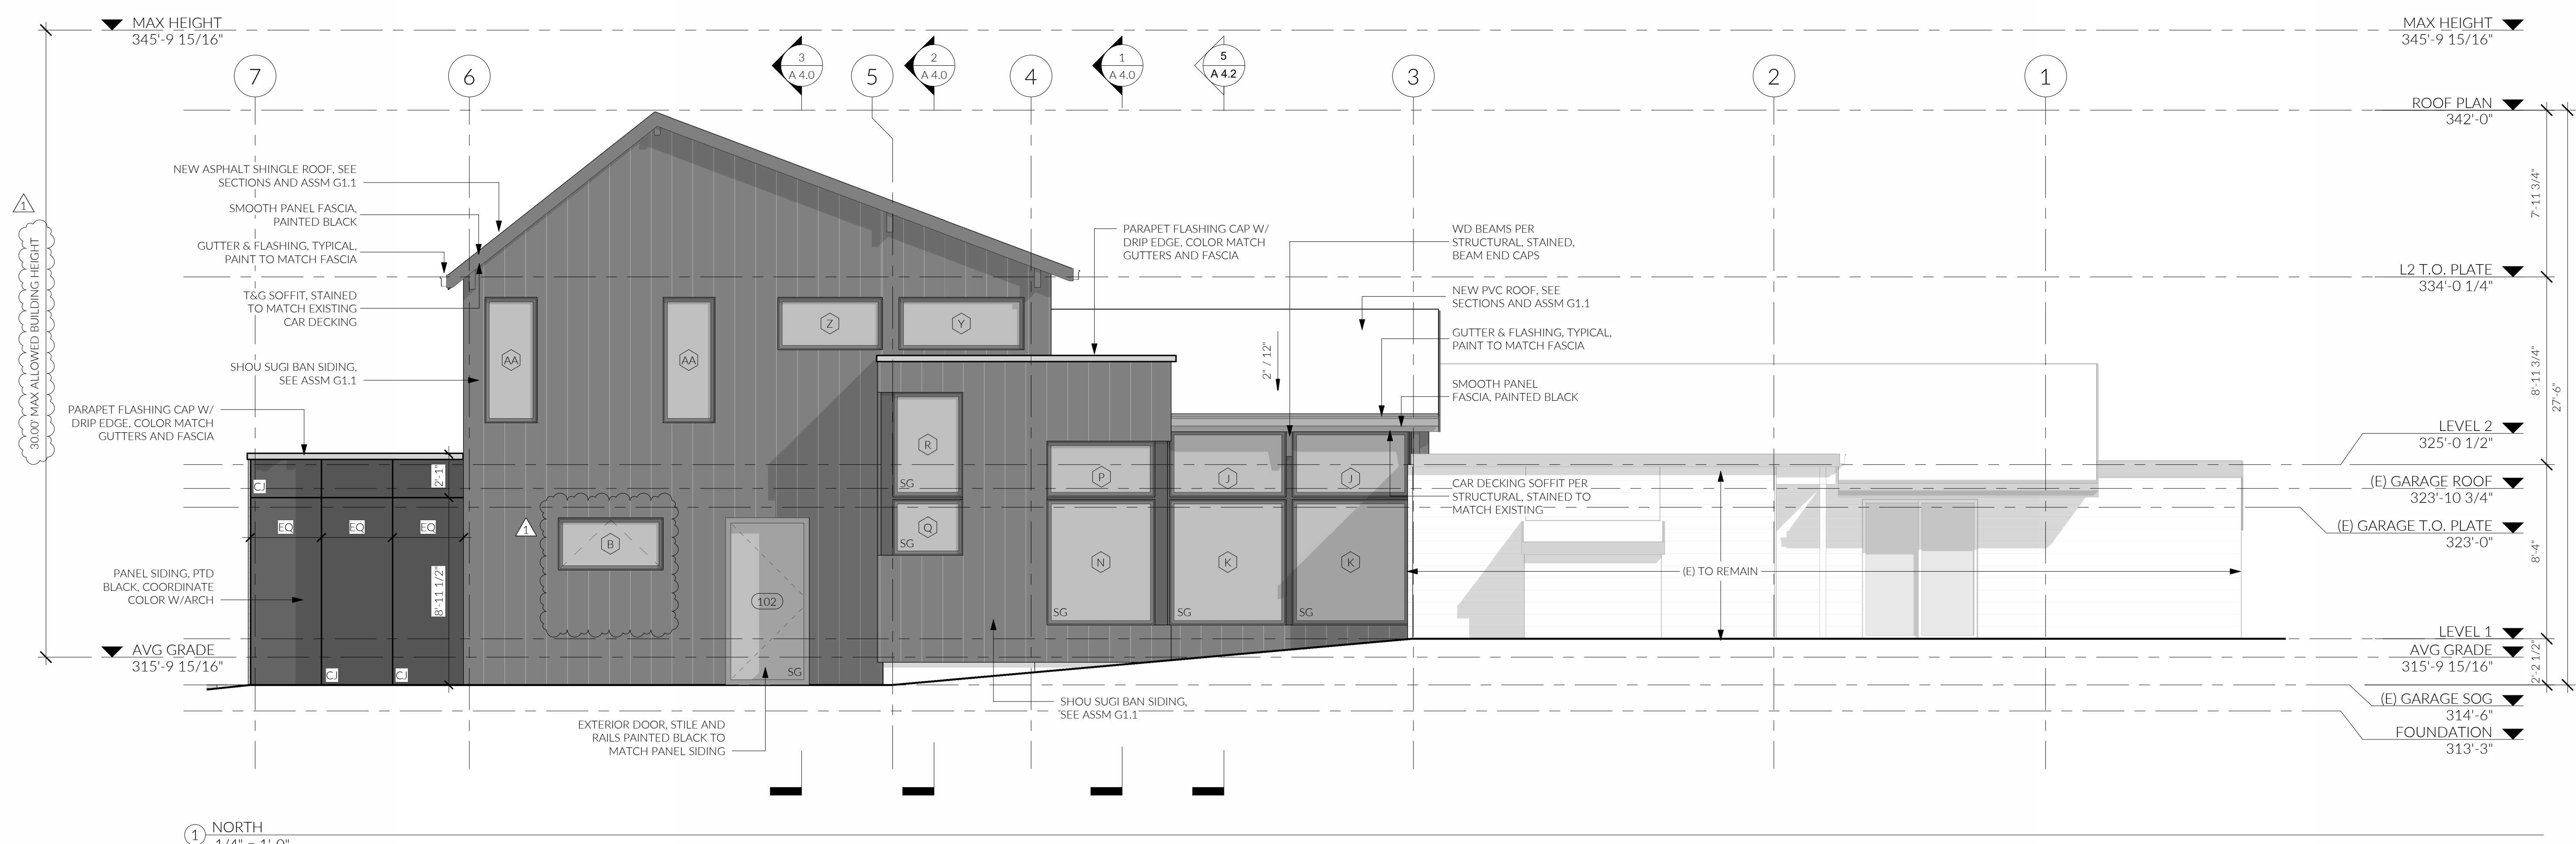 MAX HEIGHT
345'-9 15/16"
MAX HEIGHT
345'-9 15/16"
7
6
3
A 4.0
5
2
A 4.0
4
1
A 4.0
5
A 4.2
3
2
1
ROOF PLAN
342'-0"
NEW ASPHALT SHINGLE ROOF, SEE
SECTIONS AND ASSM G1.1
SMOOTH PANEL FASCIA,
PAINTED BLACK
GUTTER & FLASHING, TYPICAL,
PAINT TO MATCH FASCIA
T&G SOFFIT, STAINED
TO MATCH EXISTING
CAR DECKING
SHOU SUGI BAN SIDING,
SEE ASSM G1.1
PARAPET FLASHING CAP W/
DRIP EDGE, COLOR MATCH
GUTTERS AND FASCIA
PANEL SIDING, PTD
BLACK, COORDINATE
COLOR W/ARCH
1
30.00' MAX ALLOWED BUILDING HEIGHT
AVG GRADE
315'-9 15/16"
PARAPET FLASHING CAP W/
DRIP EDGE, COLOR MATCH
GUTTERS AND FASCIA
WD BEAMS PER
STRUCTURAL, STAINED,
BEAM END CAPS
NEW PVC ROOF, SEE
SECTIONS AND ASSM G1.1
GUTTER & FLASHING, TYPICAL,
PAINT TO MATCH FASCIA
2" / 12"
SMOOTH PANEL
FASCIA, PAINTED BLACK
CAR DECKING SOFFIT PER
STRUCTURAL, STAINED TO
MATCH EXISTING
(E) TO REMAIN
AA
AA
Z
Y
R
SG
Q
SG
P
J
J
N
SG
K
SG
K
SG
1
B
102
SG
CJ
2'-1"
EQ
EQ
EQ
8'-11 1/2"
CJ
CJ
EXTERIOR DOOR, STILE AND
RAILS PAINTED BLACK TO
MATCH PANEL SIDING
SHOU SUGI BAN SIDING,
SEE ASSM G1.1
L2 T.O. PLATE
334'-0 1/4"
LEVEL 2
325'-0 1/2"
(E) GARAGE ROOF
323'-10 3/4"
(E) GARAGE T.O. PLATE
323'-0"
LEVEL 1
AVG GRADE
315'-9 15/16"
(E) GARAGE SOG
314'-6"
FOUNDATION
313'-3"
7'-11 3/4"
8'-11 3/4"
27'-6"
8'-4"
2'-2 1/2"
1
NORTH
1/4" = 1'-0"